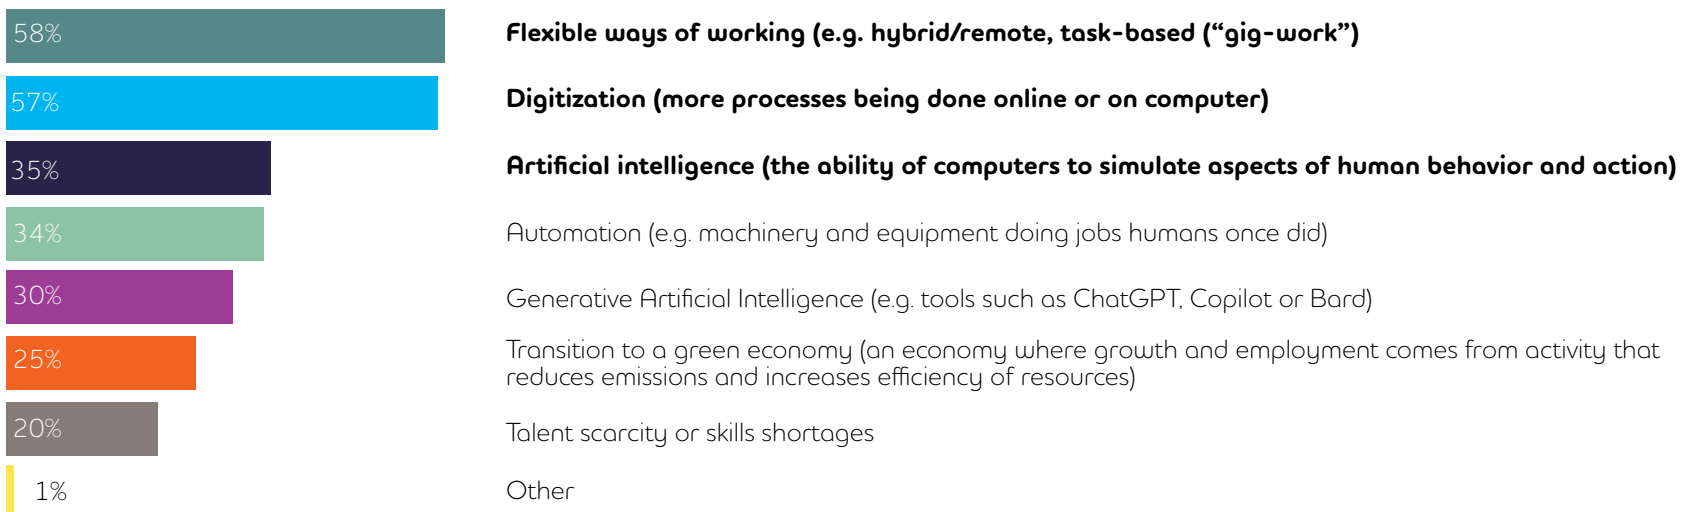 58% Flexible ways of working (e.g. hybrid/remote, task-based (“gig-work”)
57% Digitization (more processes being done online or on computer)
35% Artificial intelligence (the ability of computers to simulate aspects of human behavior and action)
34% Automation (e.g. machinery and equipment doing jobs humans once did)
30% Generative Artificial Intelligence (e.g. tools such as ChatGPT, Copilot or Bard)
25% Transition to a green economy (an economy where growth and employment comes from activity that
reduces emissions and increases efficiency of resources)
20% Talent scarcity or skills shortages
1% Other